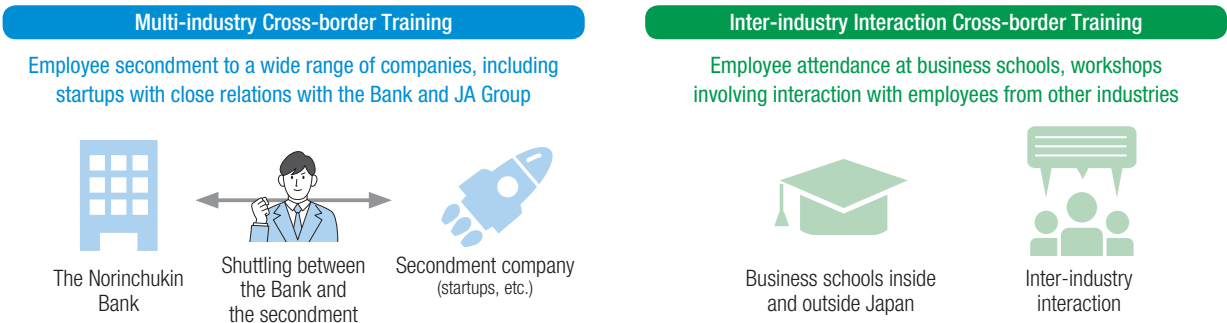 Multi-industry Cross-border Training
Employee secondment to a wide range of companies, including
startups with close relations with the Bank and JA Group
The Norinchukin
Bank
Shuttling between
the Bank and
the secondment
Secondment company
(startups, etc.)
Inter-industry Interaction Cross-border Training
Employee attendance at business schools, workshops
involving interaction with employees from other industries
Business schools inside
and outside Japan
Inter-industry
interaction